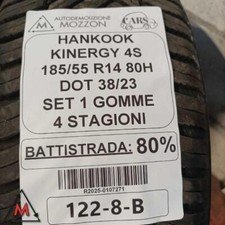 AUTODEMOLIZIONE
MOZZON
CARS
HANKOOK
KINERGY 4S
185/55 R14 80H
DOT 38/23
SET 1 GOMME
4 STAGIONI
BATTISTRADA: 80%
R2025-0107271
122-8-B